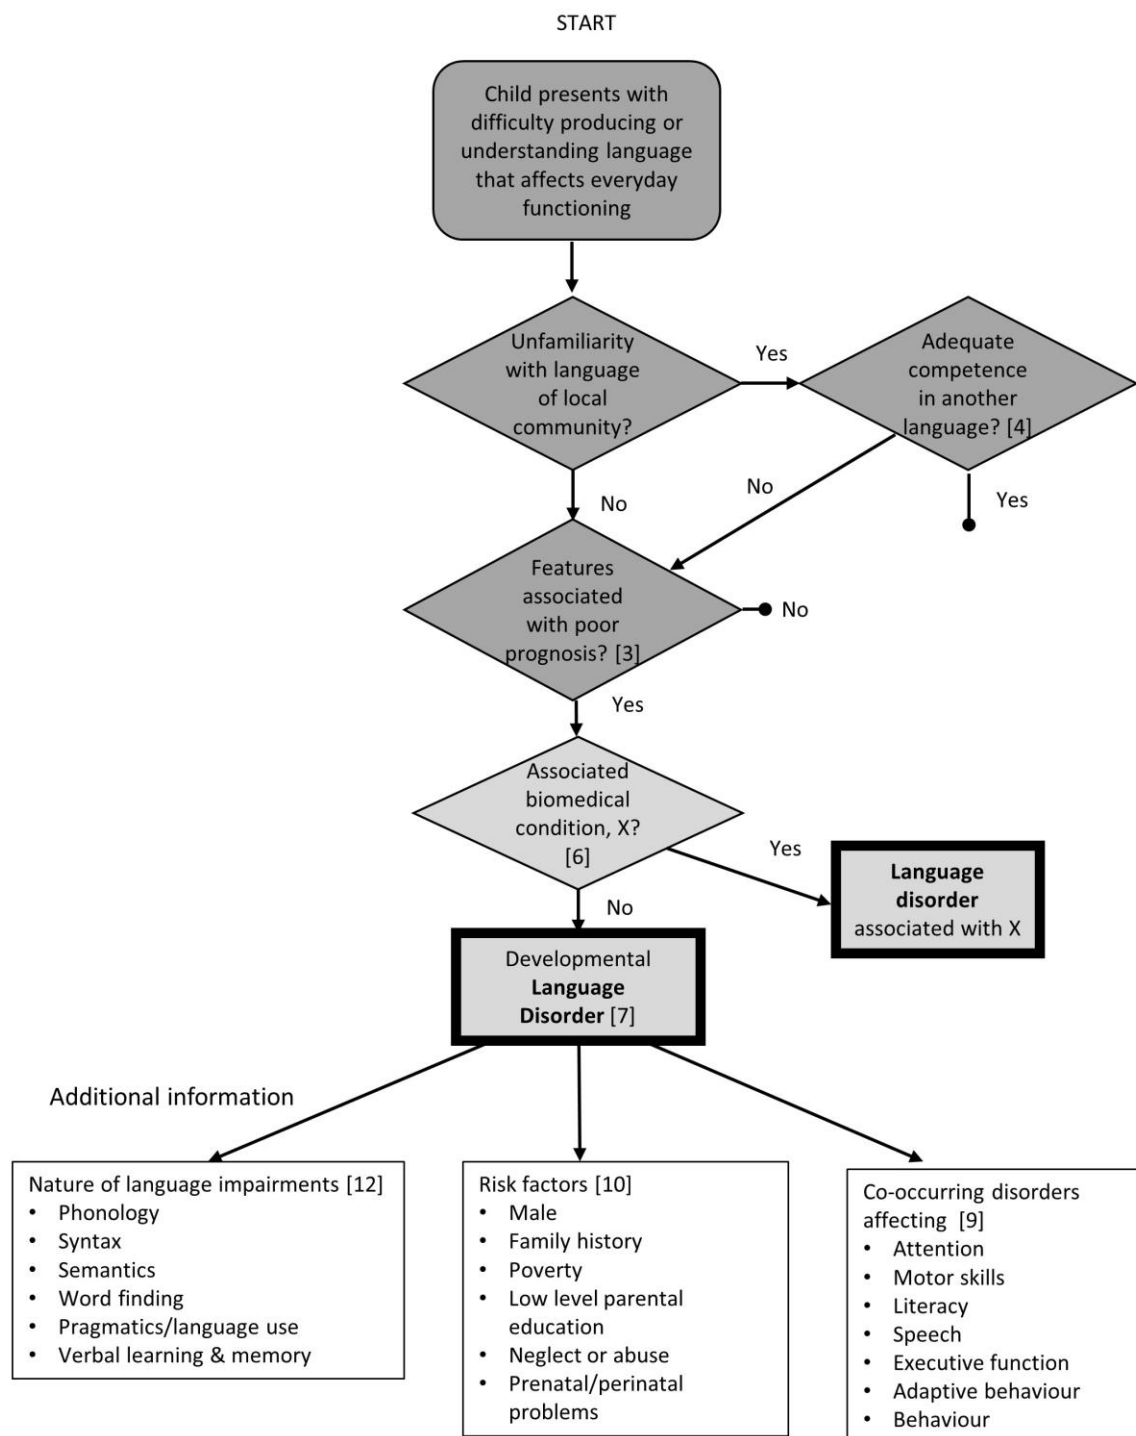 START
Child presents with
difficulty producing or
understanding language
that affects everyday
functioning
Unfamiliarity
with language
of local
community?
Yes
Adequate
competence
in another
language? [4]
No
No
Yes
Features
associated
with poor
prognosis? [3]
No
Yes
Associated
biomedical
condition, X?
[6]
Yes
Language
disorder
associated with X
No
Developmental
Language
Disorder [7]
Additional information
Nature of language impairments [12]
• Phonology
• Syntax
• Semantics
• Word finding
• Pragmatics/language use
• Verbal learning & memory
Risk factors [10]
• Male
• Family history
• Poverty
• Low level parental
education
• Neglect or abuse
• Prenatal/perinatal
problems
Co-occurring disorders
affecting [9]
• Attention
• Motor skills
• Literacy
• Speech
• Executive function
• Adaptive behaviour
• Behaviour